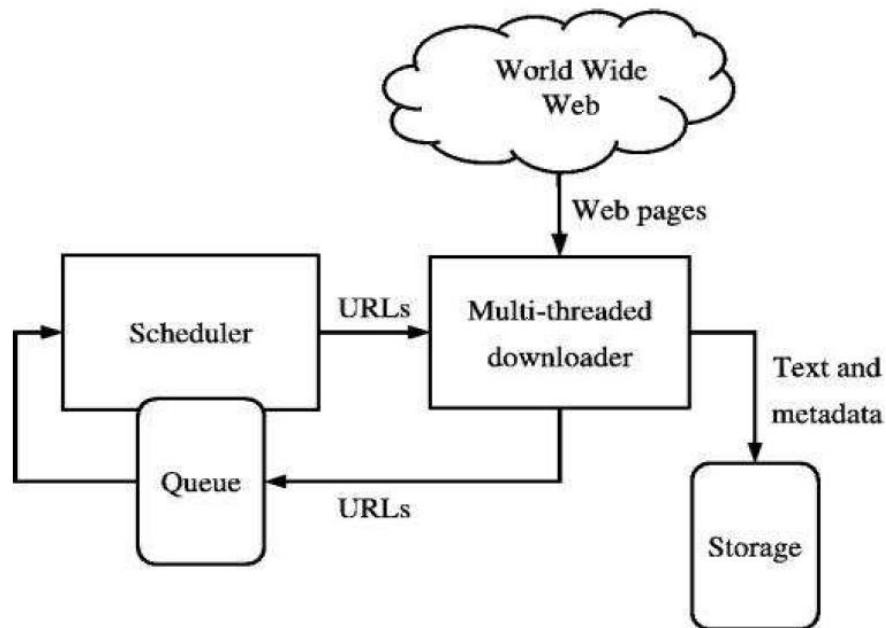 World Wide
Web
Web pages
Scheduler
URLs
Multi-threaded
downloader
Text and
metadata
Queue
URLs
Storage